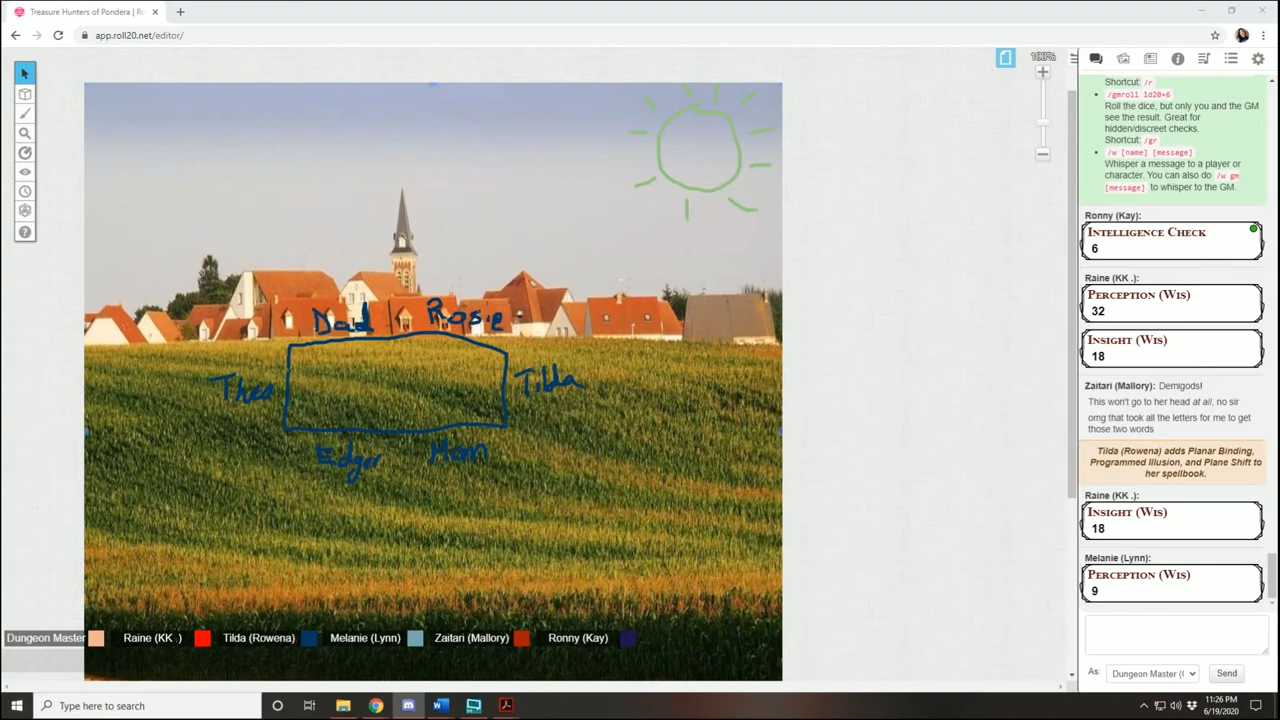 Treasure Hunters of Pondera | Ro
app.roll20.net/editor/
100%
Shortcut: /r
/gmroll 1d20+6
Roll the dice, but only you and the GM
see the result. Great for
hidden/discreet checks.
Shortcut: /gr
/w [name] [message]
Whisper a message to a player or
character. You can also do /w gm
[message] to whisper to the GM.
Ronny (Kay):
INTELLIGENCE CHECK
6
Raine (KK .):
PERCEPTION (WIS)
32
INSIGHT (WIS)
18
Zaitari (Mallory): Demigods!
This won't go to her head at all, no sir
omg that took all the letters for me to get
those two words
Tilda (Rowena) adds Planar Binding,
Programmed Illusion, and Plane Shift to
her spellbook.
Raine (KK .):
INSIGHT (WIS)
18
Melanie (Lynn):
PERCEPTION (WIS)
9
Dad Rosie
Thea Tilda
Edgar Mom
Dungeon Master Raine (KK .) Tilda (Rowena) Melanie (Lynn) Zaitari (Mallory) Ronny (Kay)
As: Dungeon Master (G Send
Type here to search
11:26 PM
6/19/2020